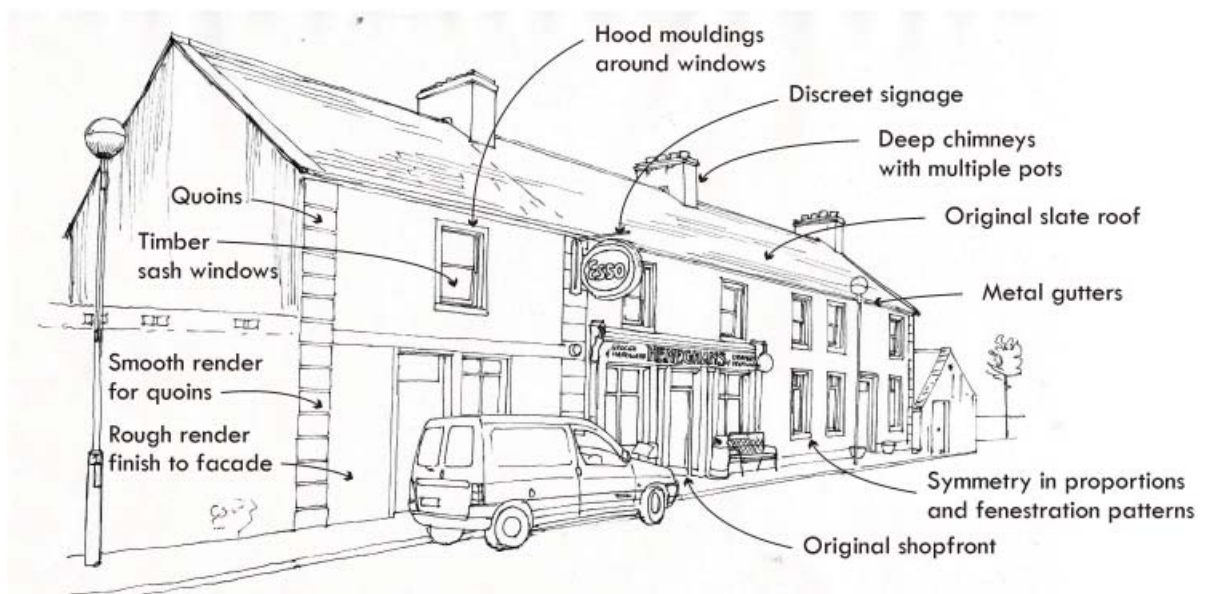 Hood mouldings
around windows
Discreet signage
Deep chimneys
with multiple pots
Quoins
Original slate roof
Timber
sash windows
ESSO
Metal gutters
Smooth render
for quoins
Rough render
finish to facade
Symmetry in proportions
and fenestration patterns
Original shopfront